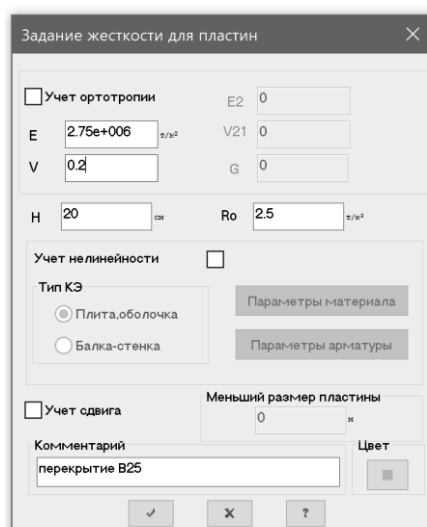 Задание жесткости для пластин
Учет ортотропии
E2 0
E 2.75e+006 т/м²
V21 0
V 0.2
G 0
H 20 см
Ro 2.5 т/м³
Учет нелинейности
Тип КЭ
Плита,оболочка
Параметры материала
Балка-стенка
Параметры арматуры
Учет сдвига
Меньший размер пластины
0 м
Комментарий
Цвет
перекрытие В25
?